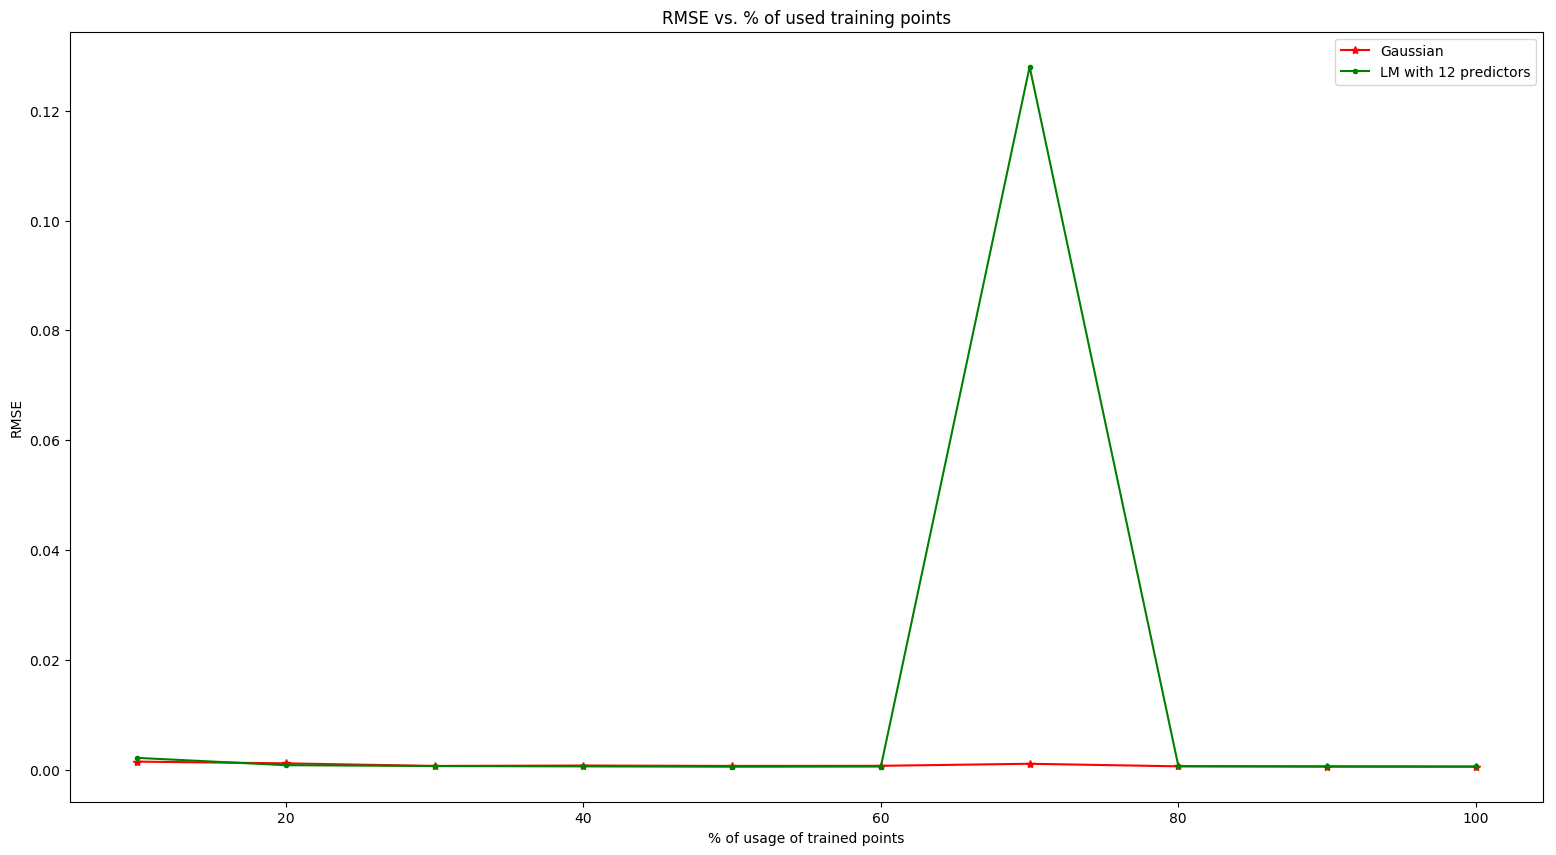 RMSE vs. % of used training points
Gaussian
LM with 12 predictors
0.12
0.10
0.08
0.06
0.04
0.02
0.00
RMSE
20
40
60
80
100
% of usage of trained points